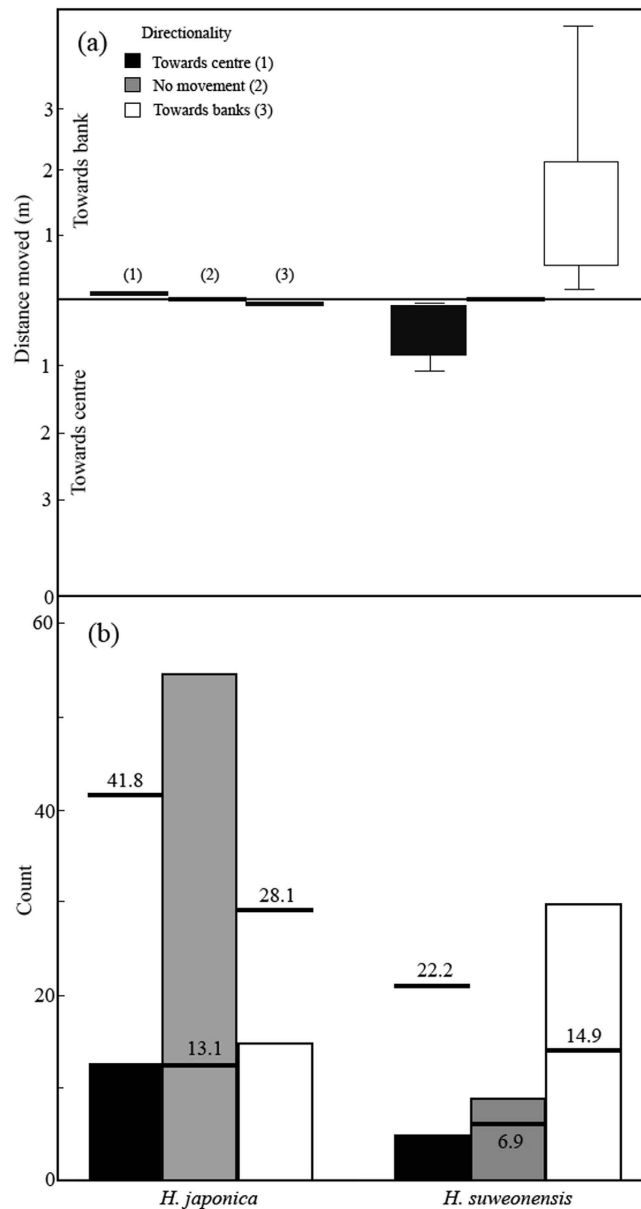 (a)
Directionality
Towards centre (1)
No movement (2)
Towards banks (3)
Distance moved (m)
Towards bank
Towards centre
3
2
1
(1)
(2)
(3)
1
2
3
0
(b)
Count
60
40
20
0
41.8
13.1
28.1
22.2
6.9
14.9
H. japonica
H. suweonensis